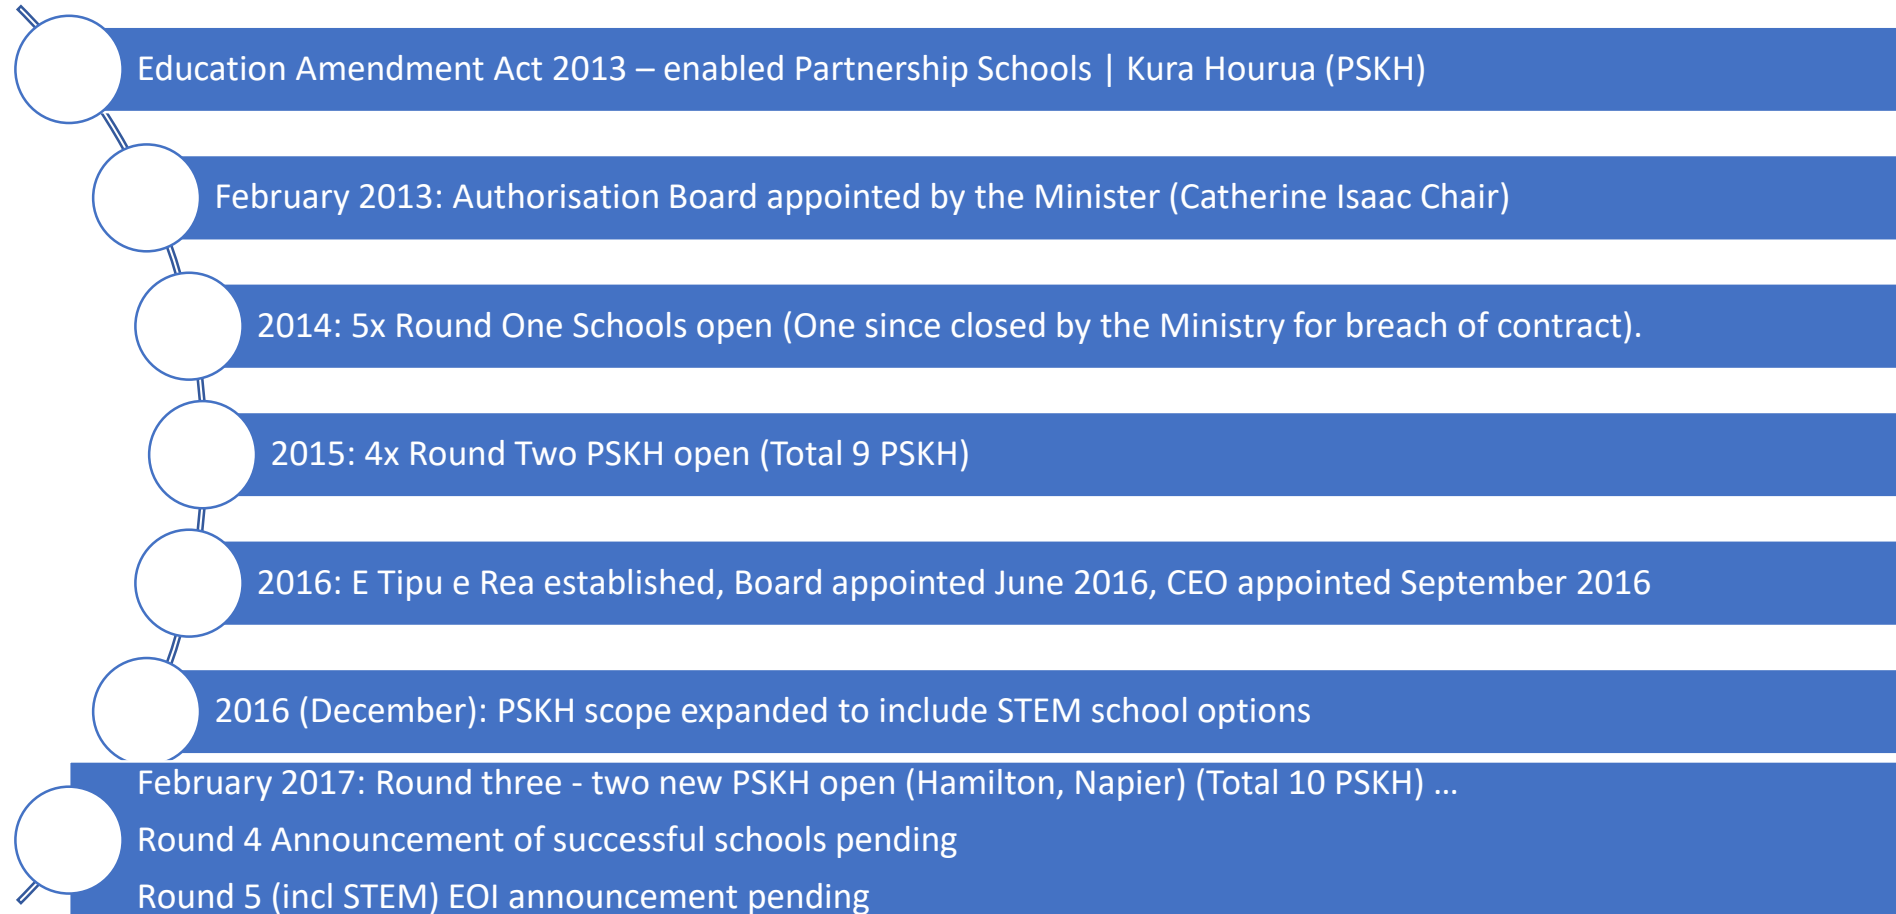 Education Amendment Act 2013 – enabled Partnership Schools | Kura Hourua (PSKH)
February 2013: Authorisation Board appointed by the Minister (Catherine Isaac Chair)
2014: 5x Round One Schools open (One since closed by the Ministry for breach of contract).
2015: 4x Round Two PSKH open (Total 9 PSKH)
2016: E Tipu e Rea established, Board appointed June 2016, CEO appointed September 2016
2016 (December): PSKH scope expanded to include STEM school options
February 2017: Round three - two new PSKH open (Hamilton, Napier) (Total 10 PSKH) …
Round 4 Announcement of successful schools pending
Round 5 (incl STEM) EOI announcement pending